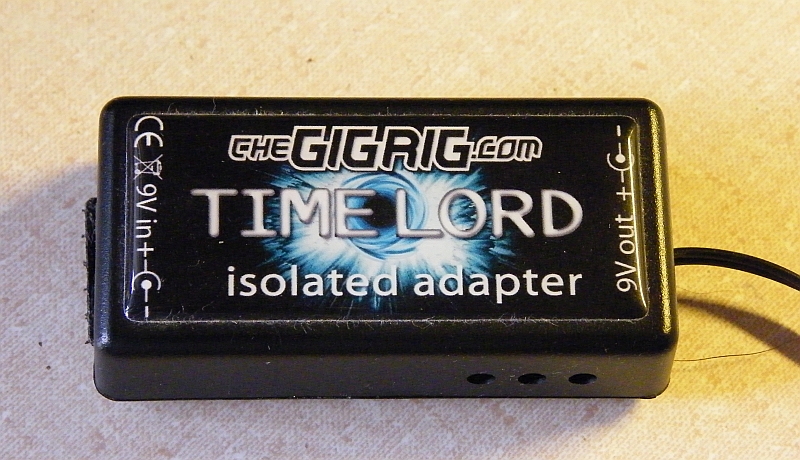 theGIGRIG.com
TIME LORD
isolated adapter
CE 9V in + -
9V out + -